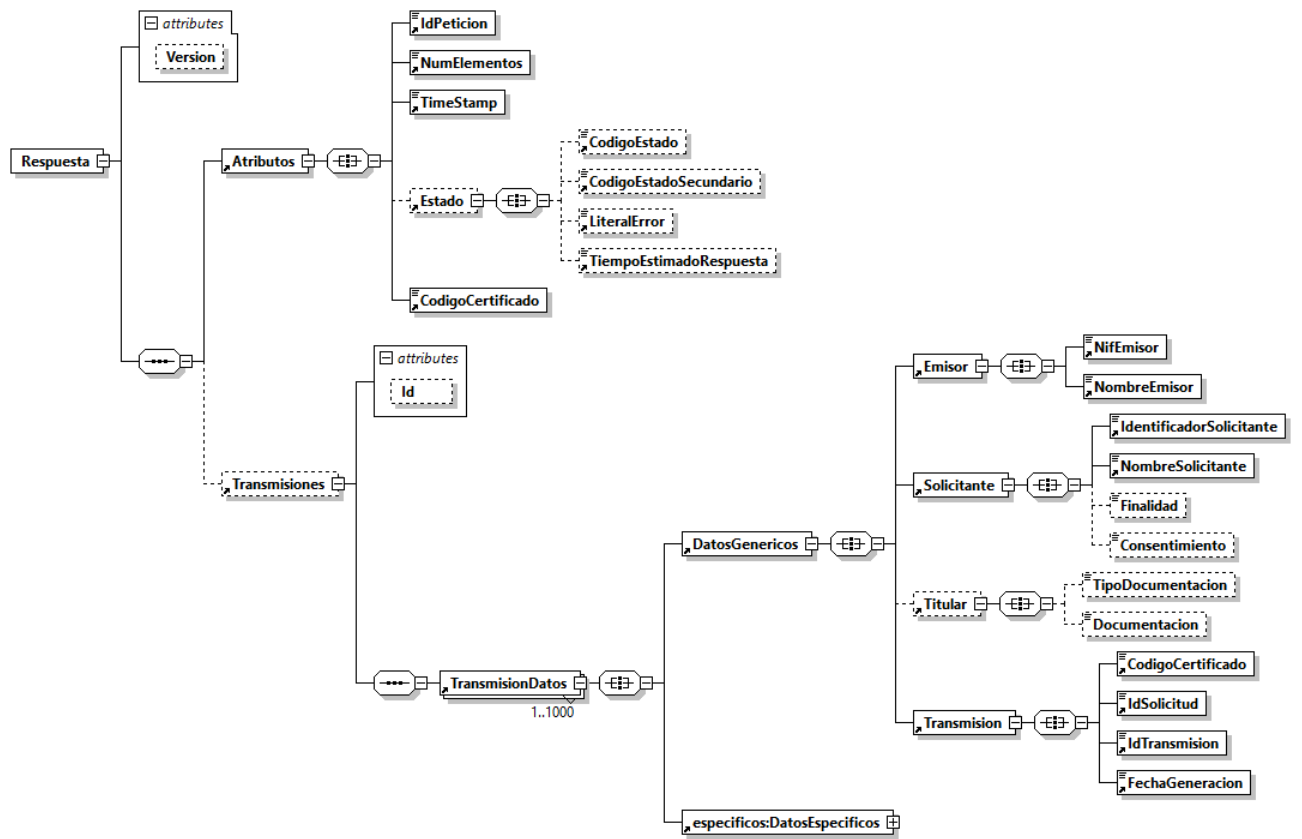 attributes
Version
Respuesta
Atributos
IdPeticion
NumElementos
TimeStamp
Estado
CodigoEstado
CodigoEstadoSecundario
LiteralError
TiempoEstimadoRespuesta
CodigoCertificado
Transmisiones
attributes
Id
TransmisionDatos
1..1000
DatosGenericos
Emisor
NifEmisor
NombreEmisor
Solicitante
IdentificadorSolicitante
NombreSolicitante
Finalidad
Consentimiento
Titular
TipoDocumentacion
Documentacion
Transmision
CodigoCertificado
IdSolicitud
IdTransmision
FechaGeneracion
especificos:DatosEspecificos